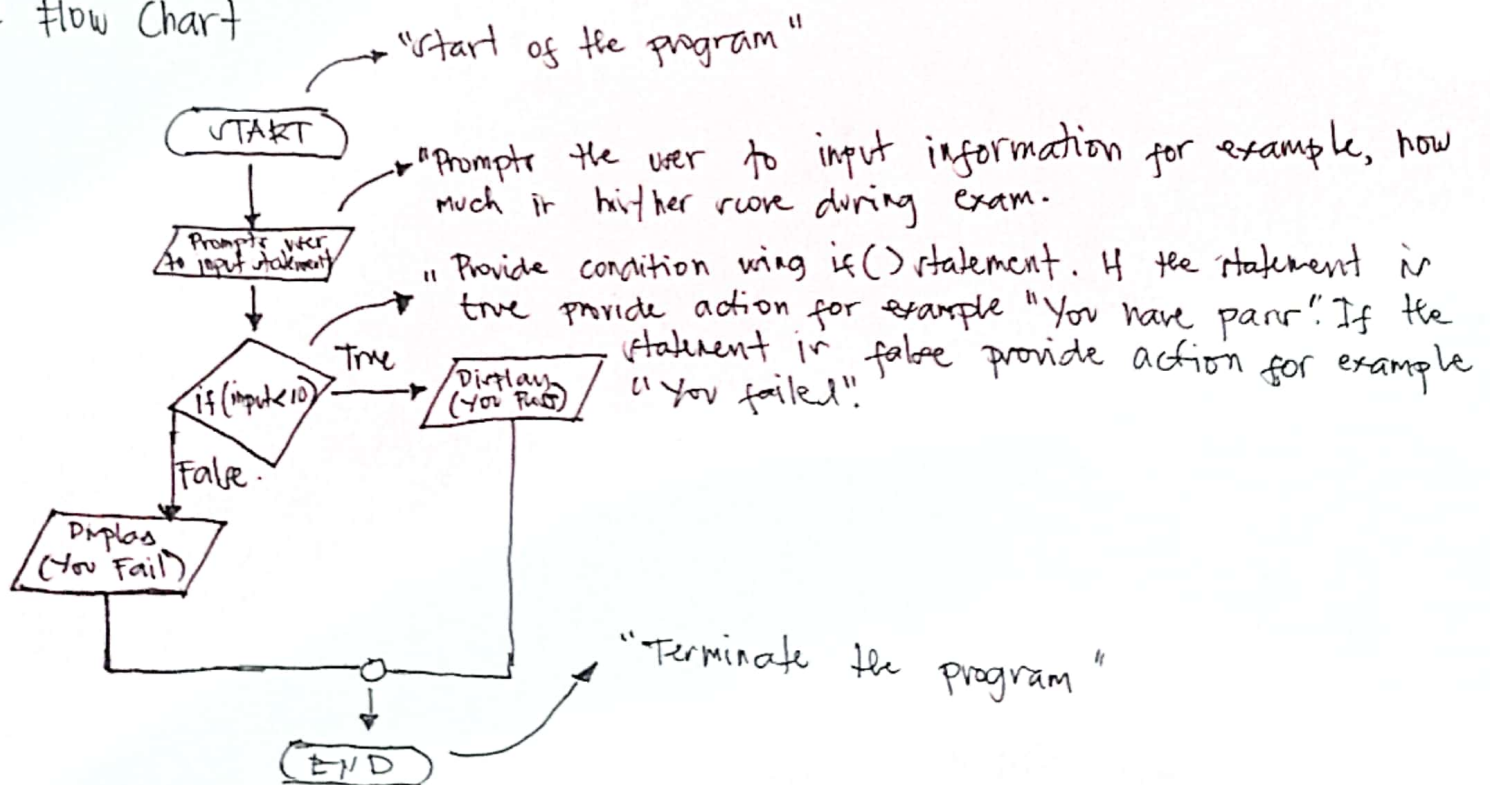 Flow Chart
"Start of the program"
START
"Prompts the user to input information for example, how
much is his/her score during exam.
Prompts user
to input statement
" Provide condition using if() statement. If the statement is
true provide action for example "You have pass". If the
statement is false provide action for example
"You failed".
if(input<10)
True
Display
(You Pass)
False.
Display
(You Fail)
"Terminate the program"
END